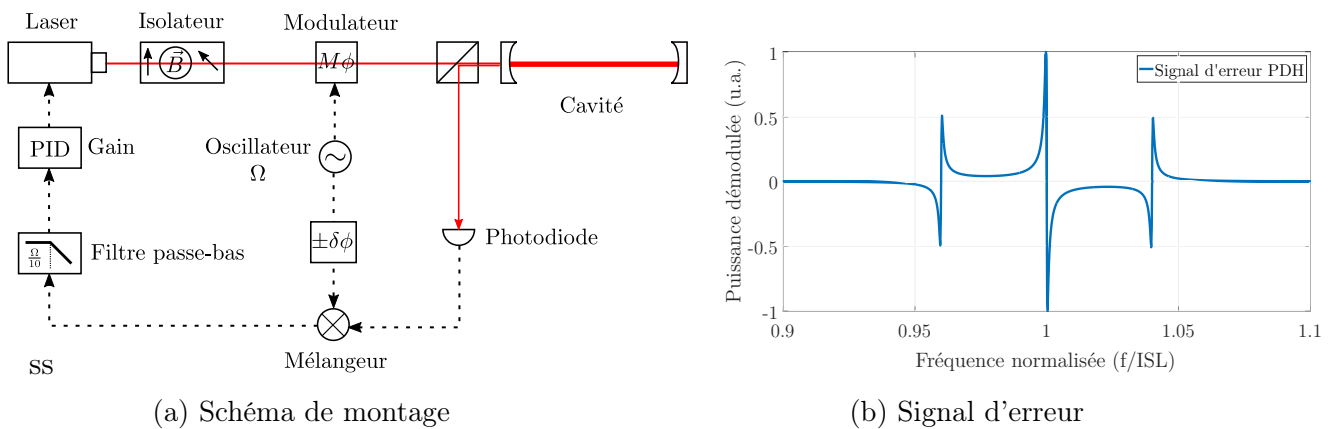 Laser
Isolateur
Modulateur
B⃗
Mϕ
Cavité
PID
Gain
Oscillateur
Ω
±δϕ
Photodiode
Ω/10
Filtre passe-bas
Mélangeur
SS
(a) Schéma de montage
Signal d'erreur PDH
Puissance démodulée (u.a.)
1
0.5
0
-0.5
-1
0.9
0.95
1
1.05
1.1
Fréquence normalisée (f/ISL)
(b) Signal d'erreur